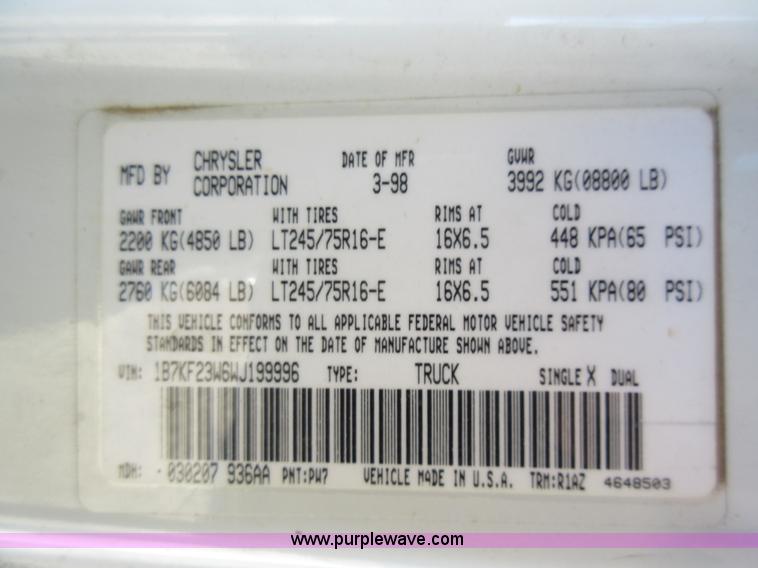 MFD BY CHRYSLER CORPORATION DATE OF MFR 3-98 GVWR 3992 KG(08800 LB)
GAWR FRONT WITH TIRES RIMS AT COLD
2200 KG(4850 LB) LT245/75R16-E 16X6.5 448 KPA(65 PSI)
GAWR REAR WITH TIRES RIMS AT COLD
2760 KG(6084 LB) LT245/75R16-E 16X6.5 551 KPA(80 PSI)
THIS VEHICLE CONFORMS TO ALL APPLICABLE FEDERAL MOTOR VEHICLE SAFETY
STANDARDS IN EFFECT ON THE DATE OF MANUFACTURE SHOWN ABOVE.
VIN: 1B7KF23W6WJ199996 TYPE: TRUCK SINGLE X DUAL
MDH: - 030207 936AA PNT:PW7 VEHICLE MADE IN U.S.A. TRM:R1AZ 4648503
www.purplewave.com